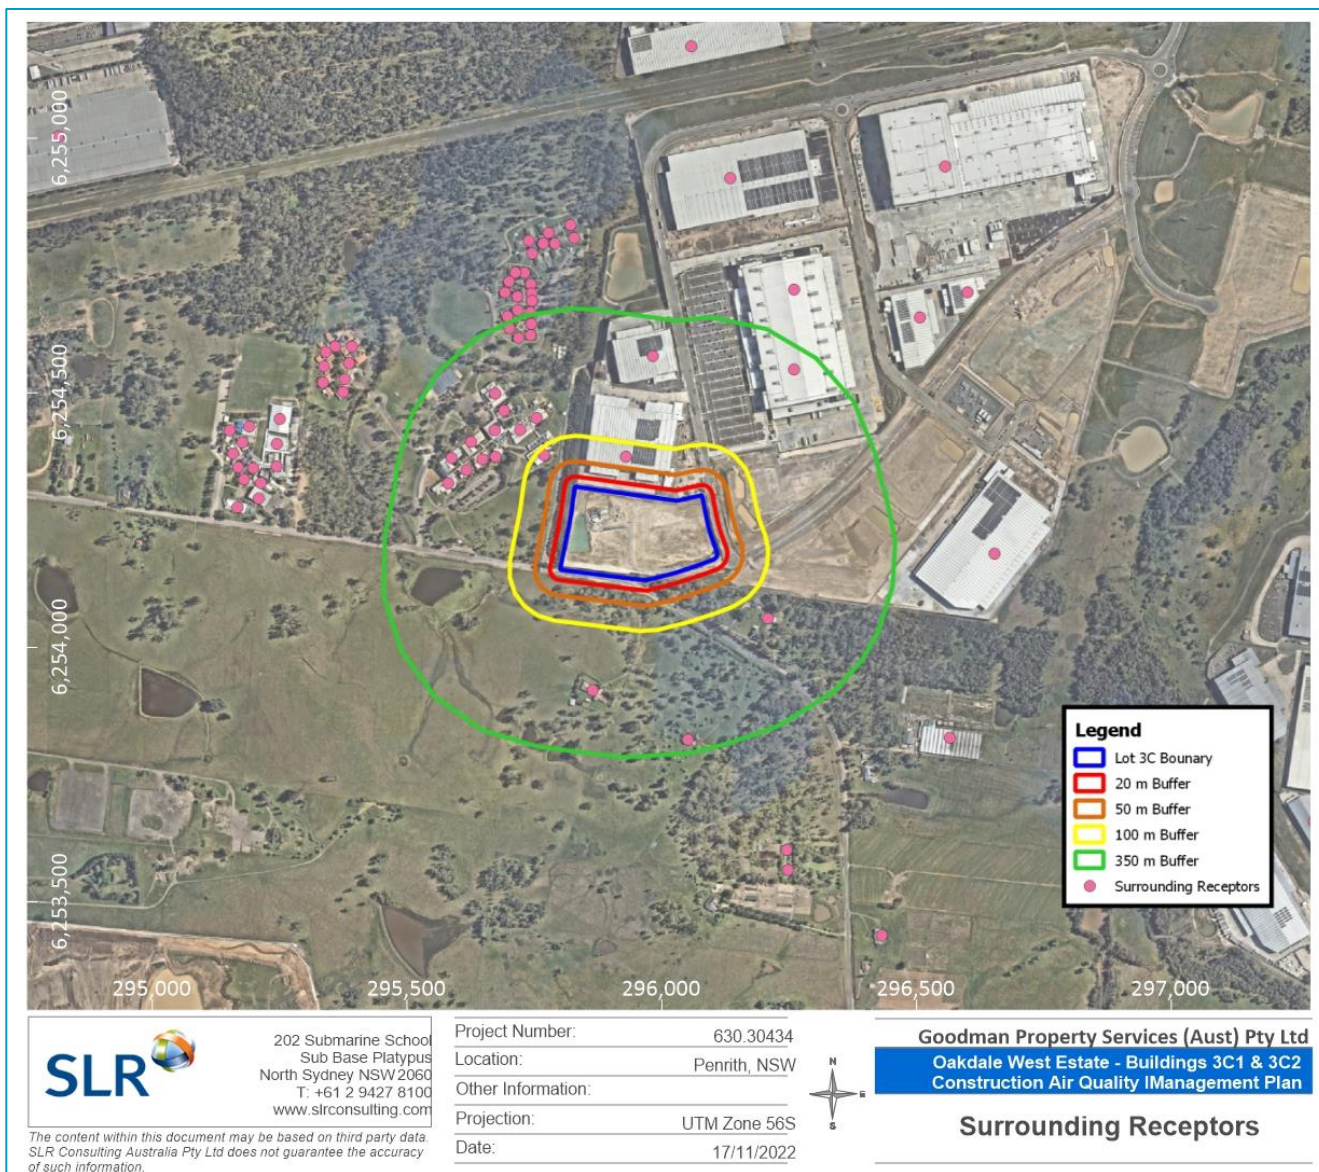 6,255,000
6,254,500
6,254,000
6,253,500
295,000
295,500
296,000
296,500
297,000
Legend
Lot 3C Bounary
20 m Buffer
50 m Buffer
100 m Buffer
350 m Buffer
Surrounding Receptors
SLR
202 Submarine School
Sub Base Platypus
North Sydney NSW 2060
T: +61 2 9427 8100
www.slrconsulting.com
The content within this document may be based on third party data.
SLR Consulting Australia Pty Ltd does not guarantee the accuracy
of such information.
Project Number: 630.30434
Location: Penrith, NSW
Other Information:
Projection: UTM Zone 56S
Date: 17/11/2022
N
E
S
Goodman Property Services (Aust) Pty Ltd
Oakdale West Estate - Buildings 3C1 & 3C2
Construction Air Quality IManagement Plan
Surrounding Receptors